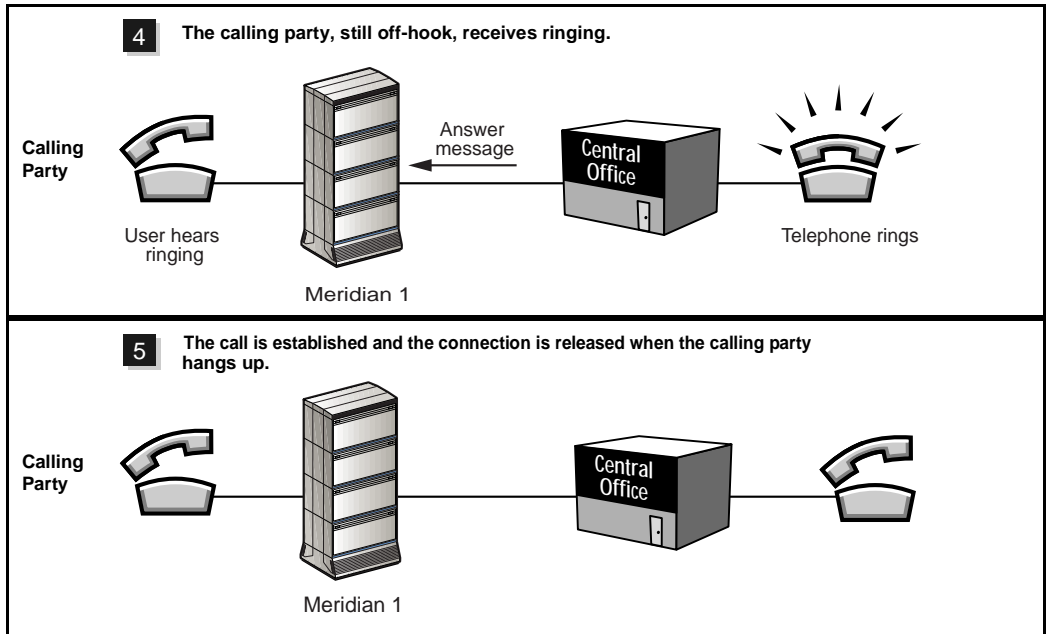 4
The calling party, still off-hook, receives ringing.
Calling
Party
Answer
message
Central
Office
User hears
ringing
Telephone rings
Meridian 1
5
The call is established and the connection is released when the calling party
hangs up.
Calling
Party
Central
Office
Meridian 1